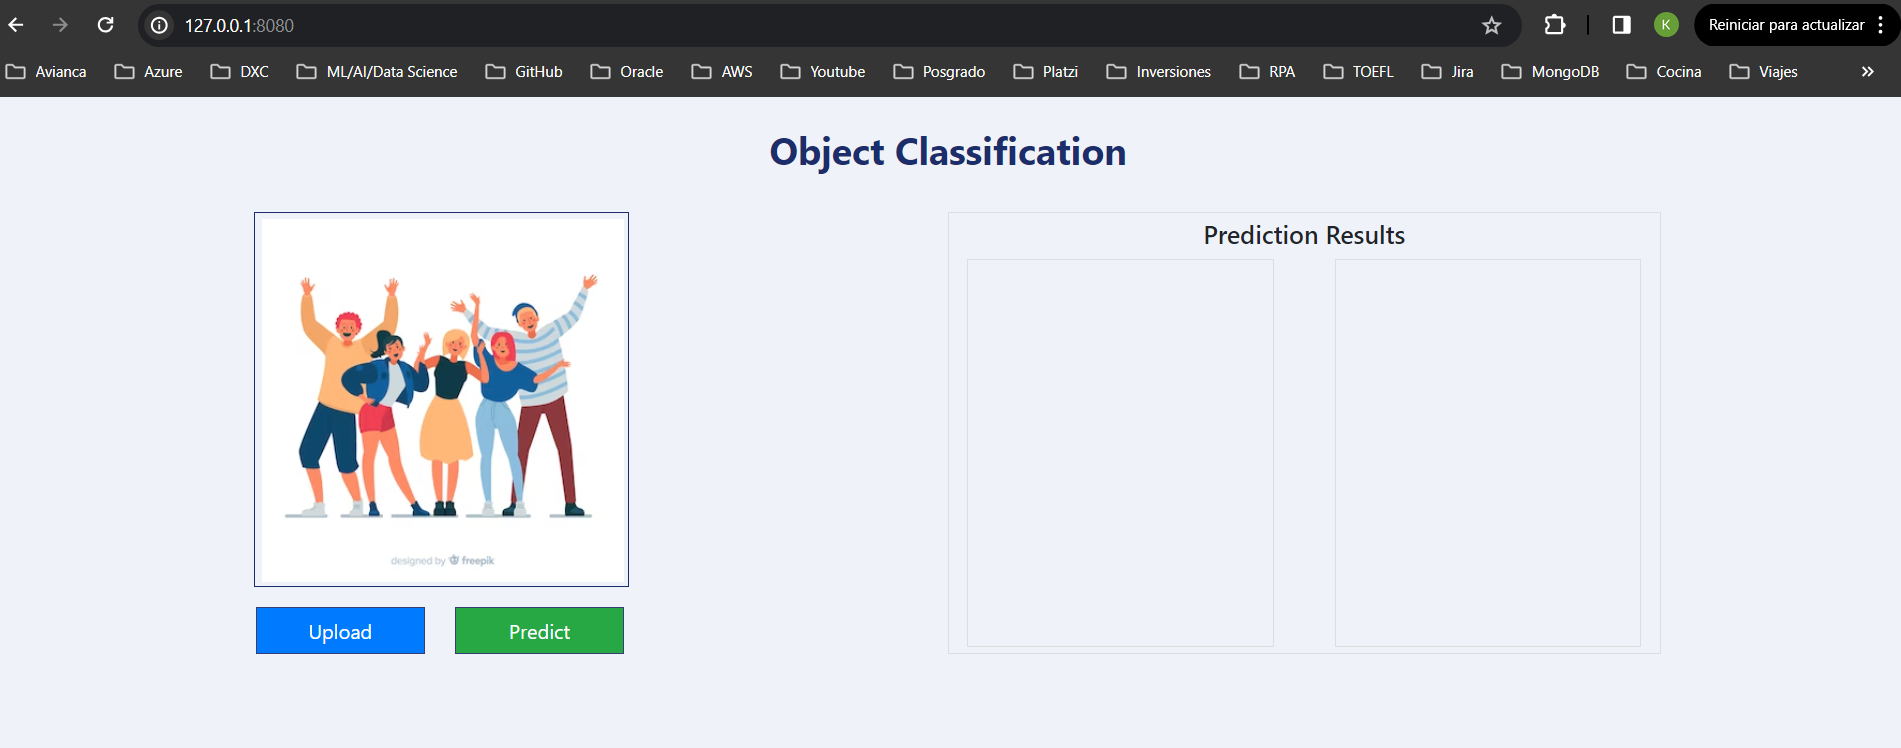 127.0.0.1:8080
K
Reiniciar para actualizar
Avianca Azure DXC ML/AI/Data Science GitHub Oracle AWS Youtube Posgrado Platzi Inversiones RPA TOEFL Jira MongoDB Cocina Viajes
Object Classification
Prediction Results
designed by freepik
Upload Predict